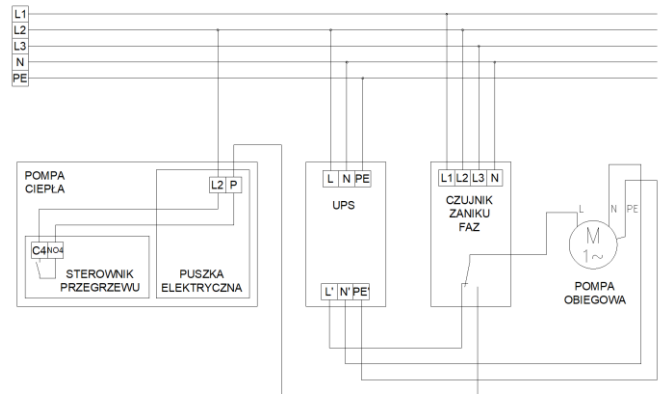 L1
L2
L3
N
PE
POMPA
CIEPŁA
L2 P
C4 NO4
STEROWNIK
PRZEGRZEWU
PUSZKA
ELEKTRYCZNA
L N PE
UPS
L' N' PE'
L1 L2 L3 N
CZUJNIK
ZANIKU
FAZ
L N PE
M
1~
POMPA
OBIEGOWA